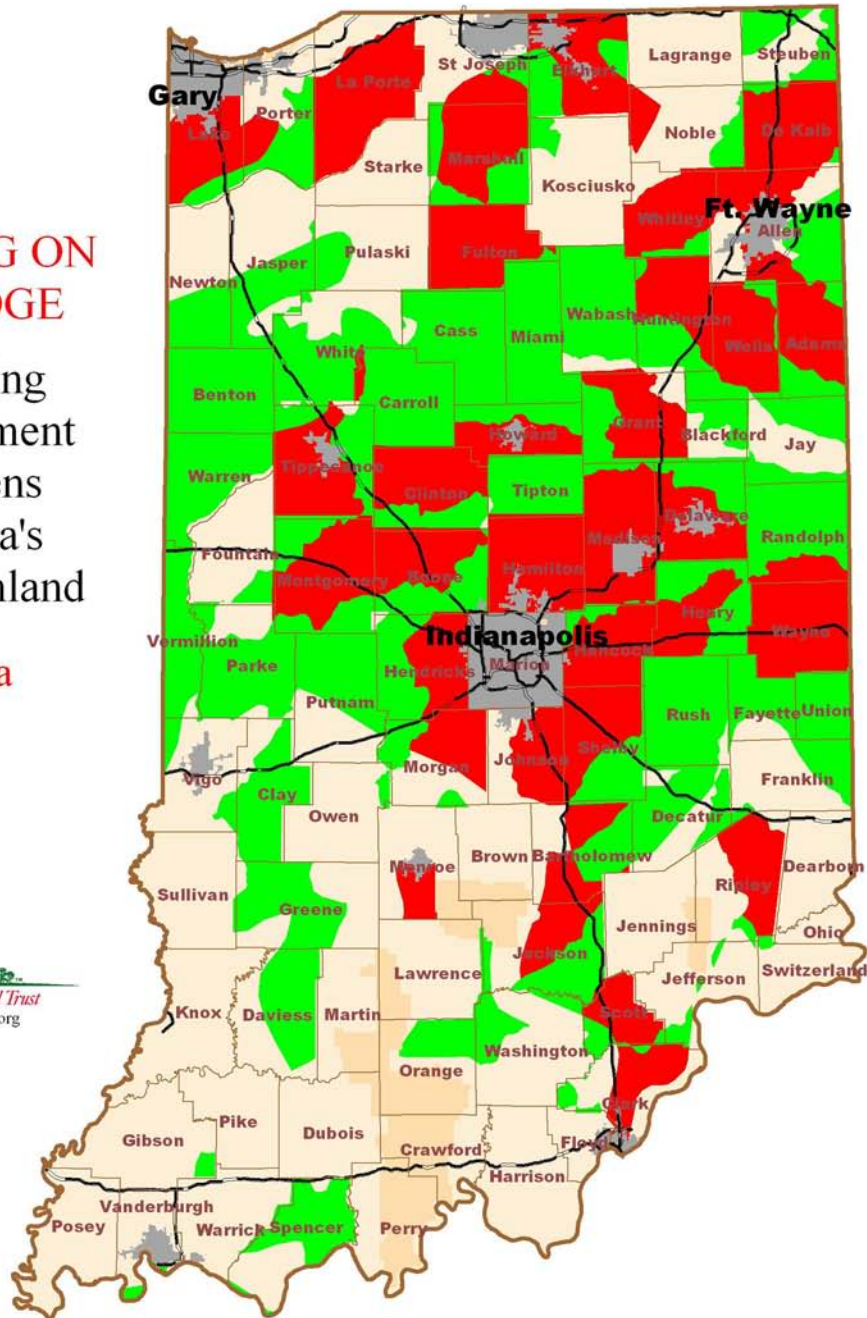 G ON
DGE
ing
ment
ens
a's
mland
a
l Trust
org
Gary
Lake
Porter
La Porte
St Joseph
Elkhart
Lagrange
Steuben
Noble
De Kalb
Starke
Marshall
Kosciusko
Whitley
Ft. Wayne
Allen
Newton
Jasper
Pulaski
Fulton
White
Cass
Miami
Wabash
Huntington
Wells
Adams
Benton
Carroll
Howard
Grant
Blackford
Jay
Warren
Tippecanoe
Clinton
Tipton
Delaware
Madison
Randolph
Fountain
Montgomery
Boone
Hamilton
Henry
Wayne
Vermillion
Indianapolis
Marion
Hancock
Parke
Hendricks
Putnam
Rush
Fayette
Union
Vigo
Morgan
Johnson
Shelby
Franklin
Clay
Owen
Decatur
Monroe
Brown
Bartholomew
Ripley
Dearborn
Sullivan
Greene
Jennings
Ohio
Lawrence
Jackson
Jefferson
Switzerland
Knox
Daviess
Martin
Scott
Orange
Washington
Clark
Gibson
Pike
Dubois
Crawford
Floyd
Harrison
Vanderburgh
Posey
Warrick
Spencer
Perry